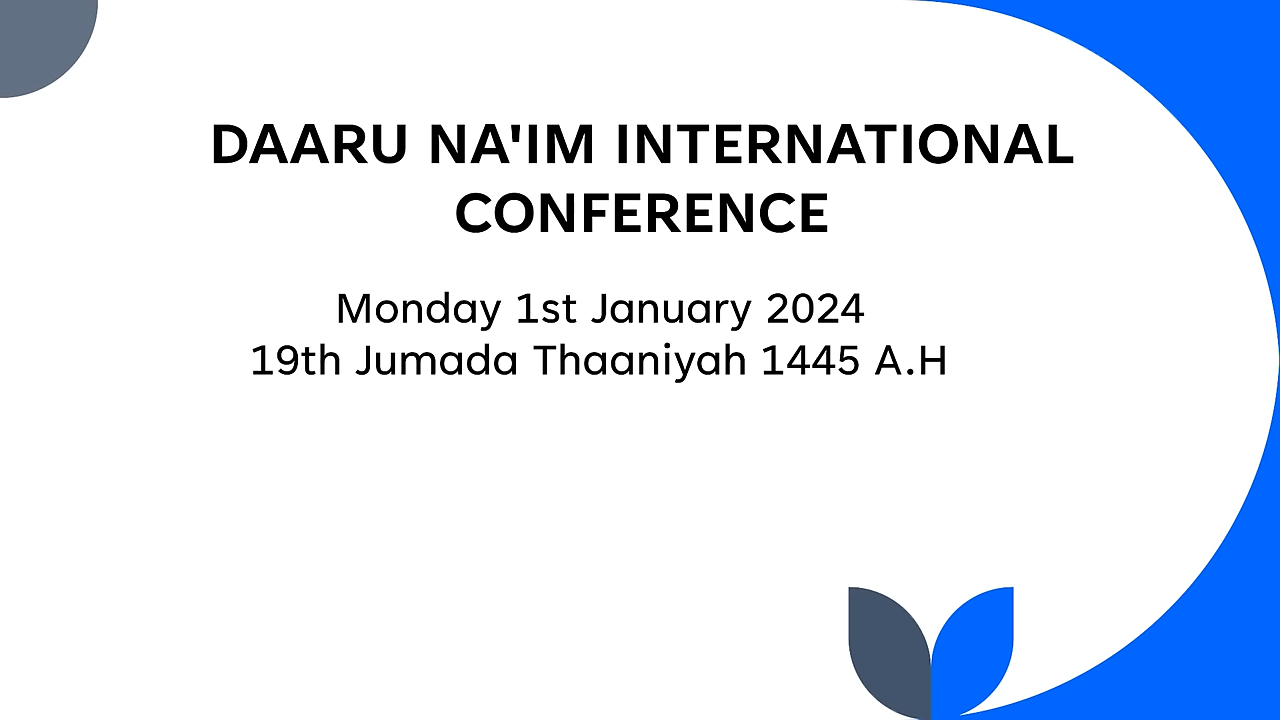 DAARU NA'IM INTERNATIONAL
CONFERENCE
Monday 1st January 2024
19th Jumada Thaaniyah 1445 A.H